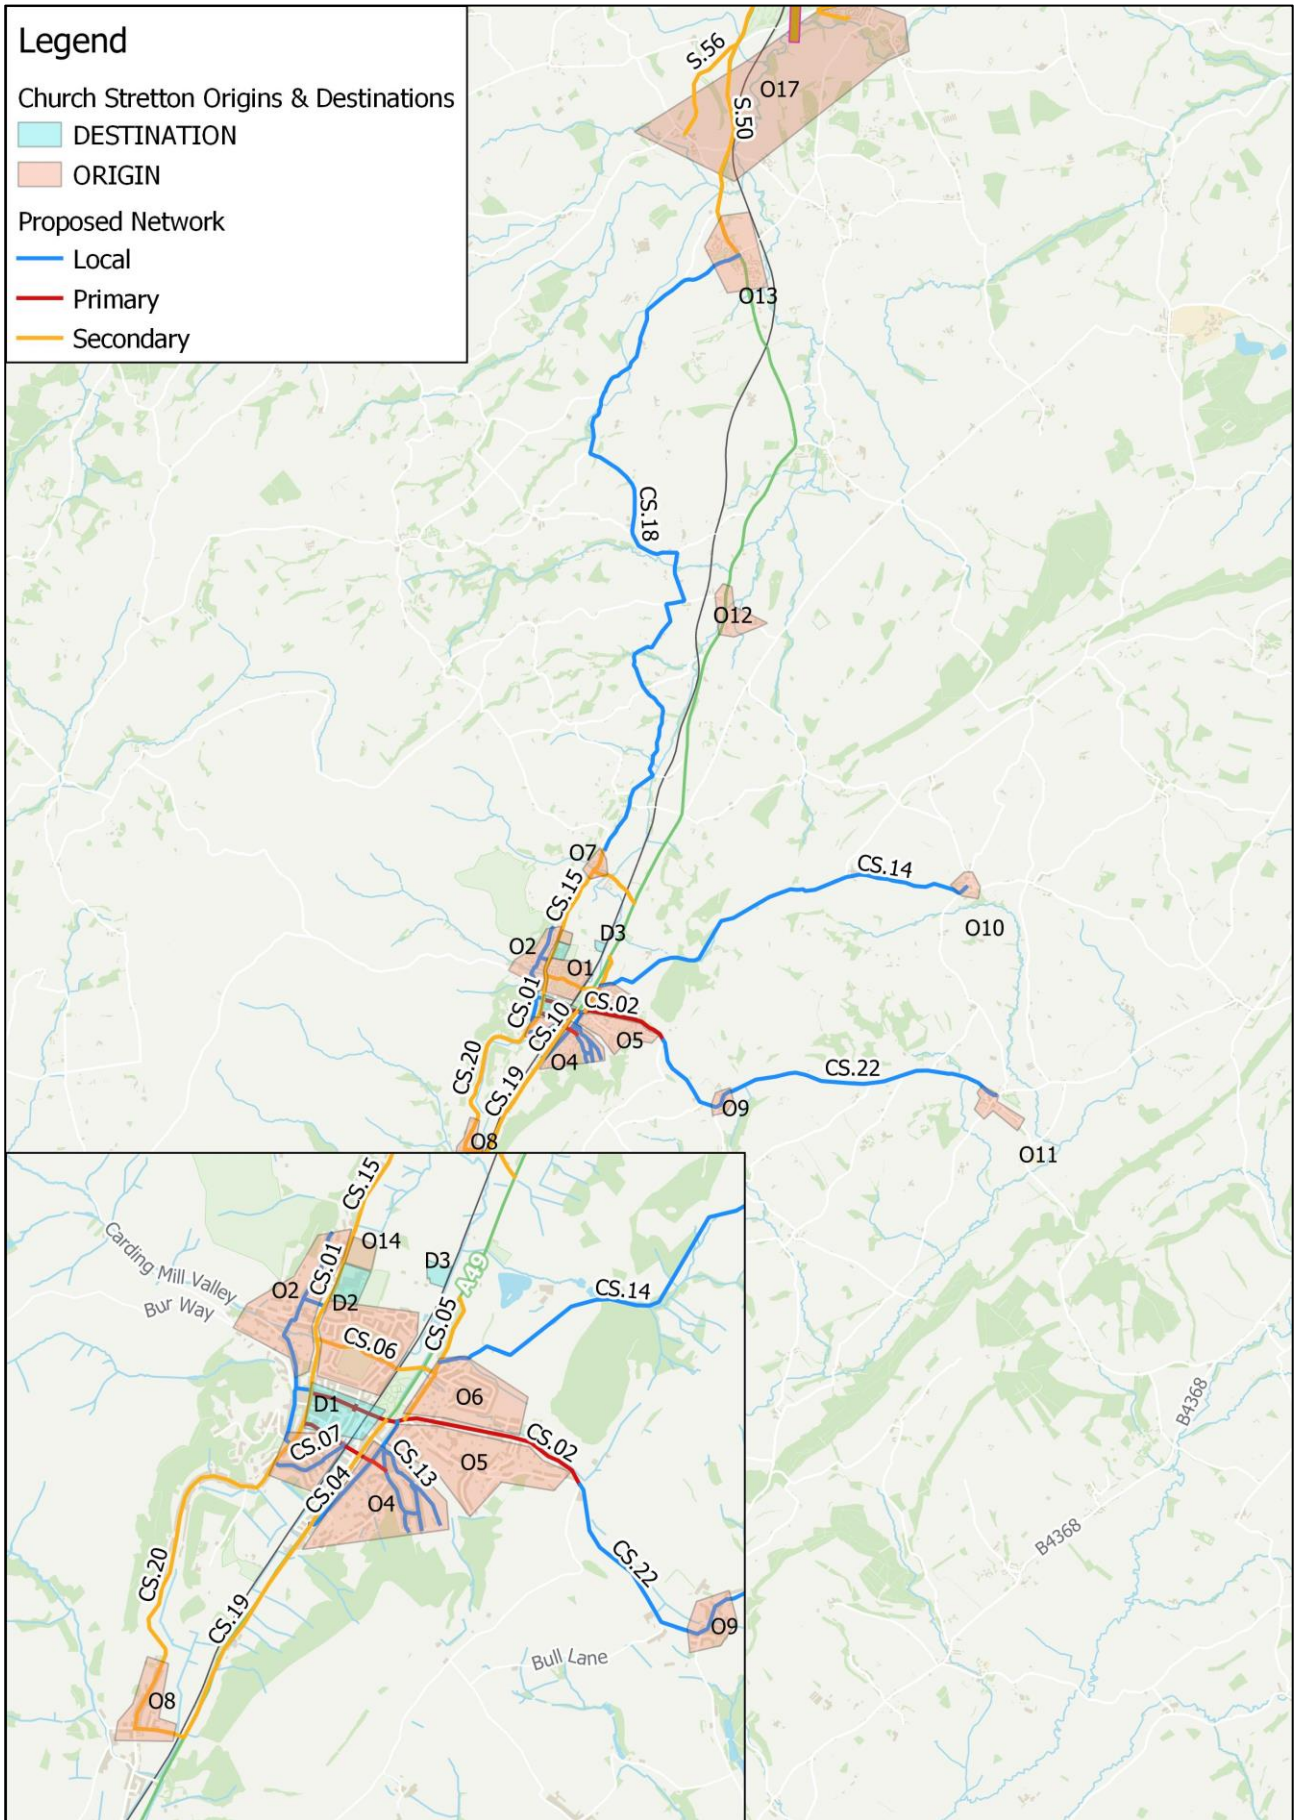 Legend
Church Stretton Origins & Destinations
DESTINATION
ORIGIN
Proposed Network
Local
Primary
Secondary
S.56
O17
S.50
O13
CS.18
O12
O7
CS.15
CS.14
O10
O2
D3
O1
CS.01
CS.10
CS.02
O5
O4
CS.20
CS.19
CS.22
O9
O8
O11
CS.15
O14
D3
A49
Carding Mill Valley
Bur Way
O2
CS.01
D2
CS.05
CS.14
CS.06
O6
D1
CS.07
CS.02
CS.13
O5
CS.04
O4
CS.20
CS.19
CS.22
O9
Bull Lane
O8
B4368
B4368